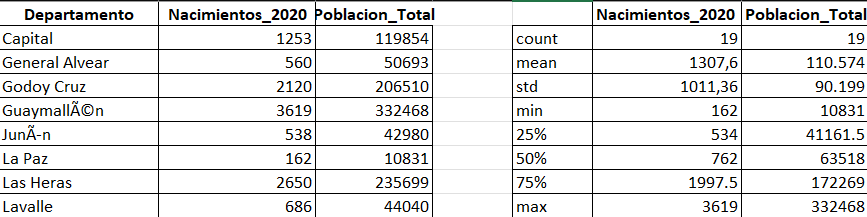 Departamento Nacimientos_2020 Poblacion_Total Nacimientos_2020 Poblacion_Total
Capital 1253 119854 count 19 19
General Alvear 560 50693 mean 1307,6 110.574
Godoy Cruz 2120 206510 std 1011,36 90.199
GuaymallÃ©n 3619 332468 min 162 10831
JunÃ-n 538 42980 25% 534 41161.5
La Paz 162 10831 50% 762 63518
Las Heras 2650 235699 75% 1997.5 172269
Lavalle 686 44040 max 3619 332468